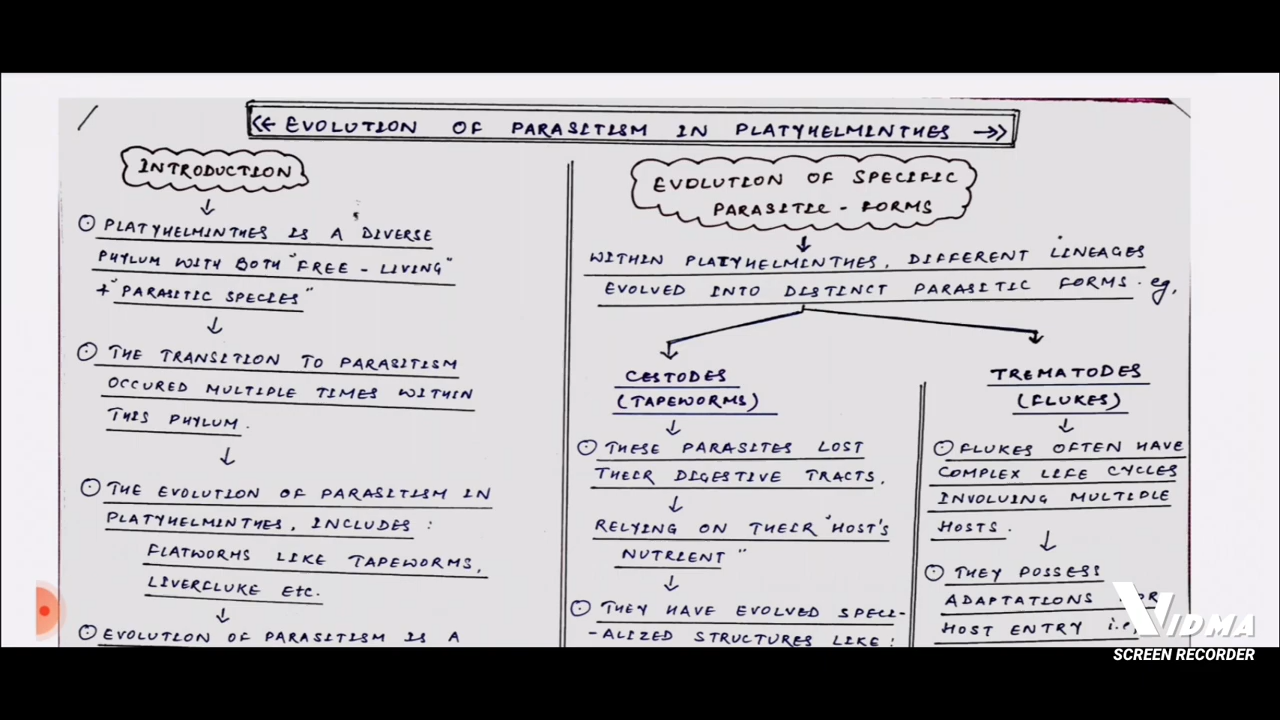 << EVOLUTION OF PARASITISM IN PLATYHELMINTHES >>
INTRODUCTION
PLATYHELMINTHES IS A "DIVERSE
PHYLUM WITH BOTH "FREE - LIVING"
+ "PARASITIC SPECIES"
THE TRANSITION TO PARASITISM
OCCURED MULTIPLE TIMES WITHIN
THIS PHYLUM.
THE EVOLUTION OF PARASITISM IN
PLATYHELMINTHES, INCLUDES :
FLATWORMS LIKE TAPEWORMS,
LIVERFLUKE Etc.
EVOLUTION OF PARASITISM IS A
EVOLUTION OF SPECIFIC
PARASITIC - FORMS
WITHIN PLATYHELMINTHES, DIFFERENT LINEAGES
EVOLVED INTO DISTINCT PARASITIC FORMS. eg,
CESTODES
(TAPEWORMS)
THESE PARASITES LOST
THEIR DIGESTIVE TRACTS,
RELYING ON THEIR "HOST'S
NUTRIENT"
THEY HAVE EVOLVED SPECI-
-ALIZED STRUCTURES LIKE :
TREMATODES
(FLUKES)
FLUKES OFTEN HAVE
COMPLEX LIFE CYCLES
INVOLVING MULTIPLE
HOSTS.
THEY POSSESS
ADAPTATIONS FOR
HOST ENTRY i.e,
VIDMA
SCREEN RECORDER